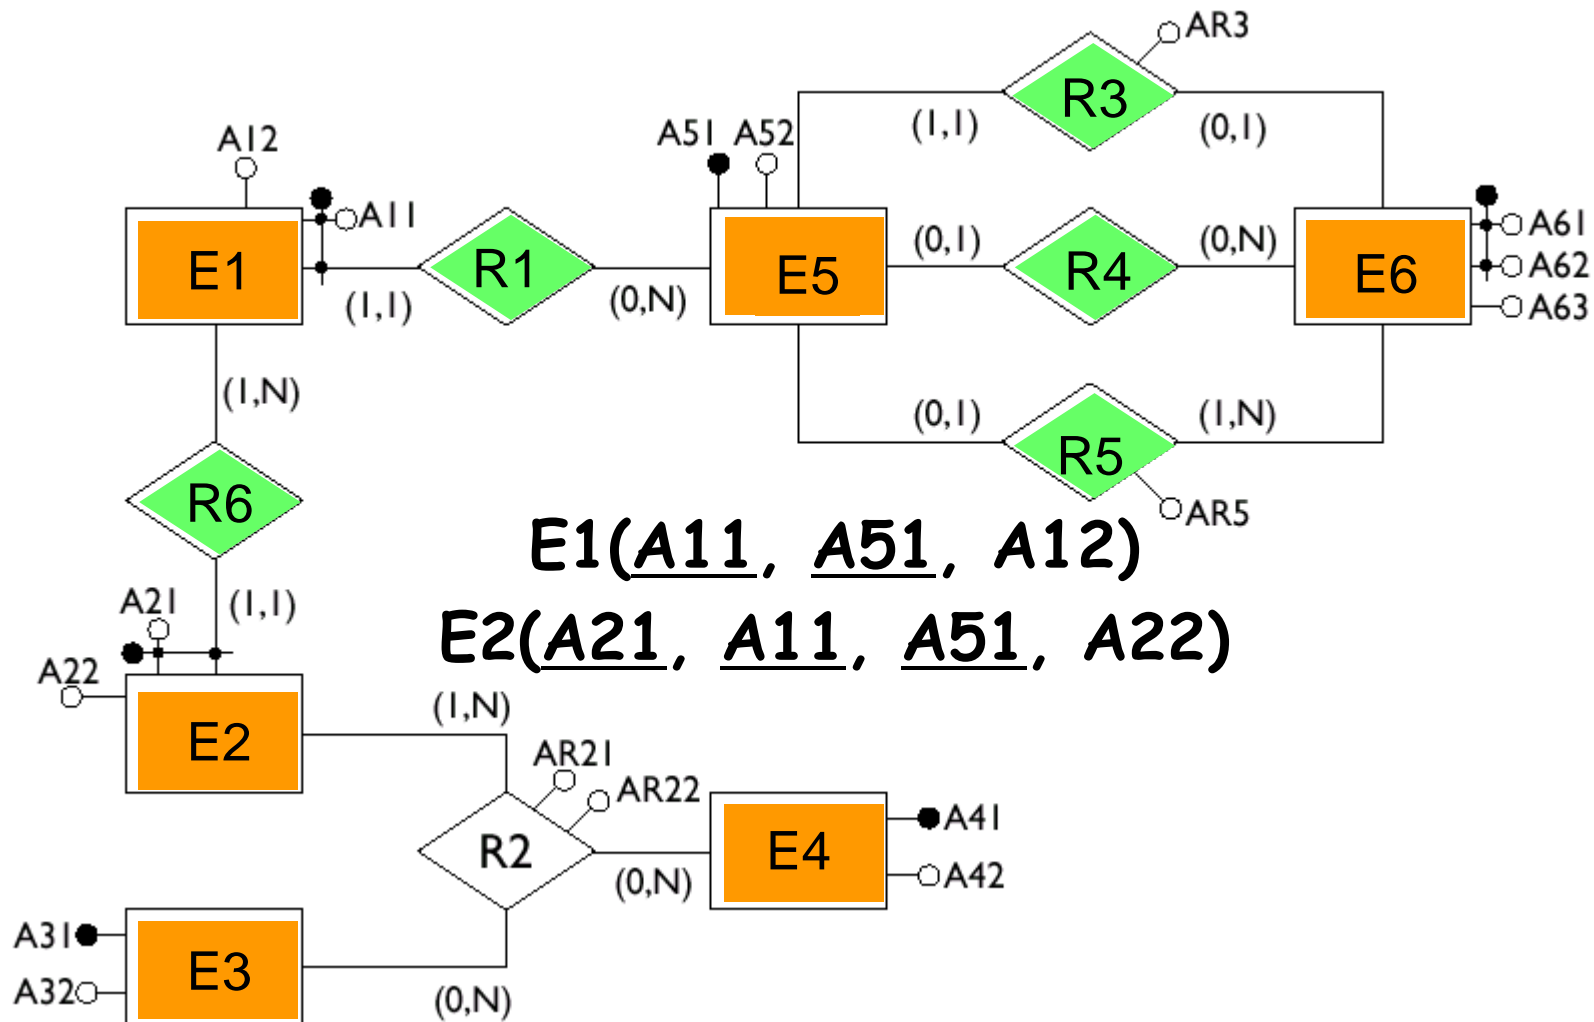 AR3
R3
(1,1)
(0,1)
A12
A51 A52
A11
E1
R1
(1,1)
(0,N)
E5
(0,1)
R4
(0,N)
E6
A61
A62
A63
(1,N)
(0,1)
R5
(1,N)
AR5
R6
E1(A11, A51, A12)
A21
(1,1)
E2(A21, A11, A51, A22)
A22
E2
(1,N)
AR21
AR22
R2
(0,N)
E4
A41
A42
A31
E3
A32
(0,N)